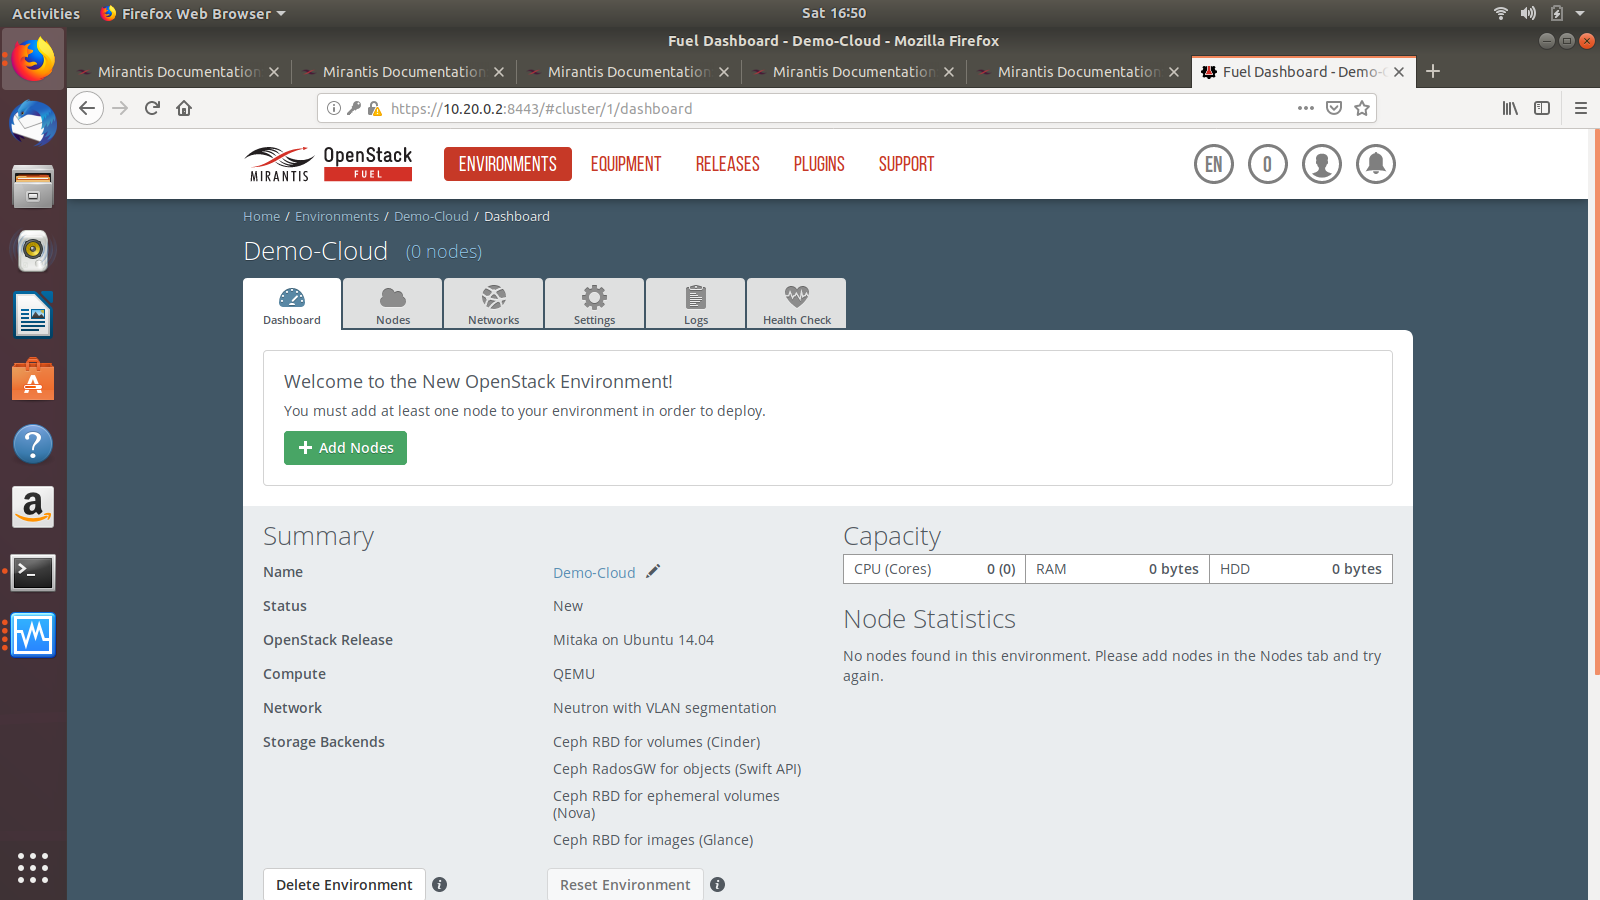 Activities Firefox Web Browser Sat 16:50
Fuel Dashboard - Demo-Cloud - Mozilla Firefox
Mirantis Documentation Mirantis Documentation Mirantis Documentation Mirantis Documentation Mirantis Documentation Fuel Dashboard - Demo-C
https://10.20.0.2:8443/#cluster/1/dashboard
MIRANTIS OpenStack FUEL ENVIRONMENTS EQUIPMENT RELEASES PLUGINS SUPPORT EN 0
Home / Environments / Demo-Cloud / Dashboard
Demo-Cloud (0 nodes)
Dashboard Nodes Networks Settings Logs Health Check
Welcome to the New OpenStack Environment!
You must add at least one node to your environment in order to deploy.
+ Add Nodes
Summary
Name Demo-Cloud
Status New
OpenStack Release Mitaka on Ubuntu 14.04
Compute QEMU
Network Neutron with VLAN segmentation
Storage Backends Ceph RBD for volumes (Cinder)
Ceph RadosGW for objects (Swift API)
Ceph RBD for ephemeral volumes
(Nova)
Ceph RBD for images (Glance)
Delete Environment Reset Environment
Capacity
CPU (Cores) 0 (0) RAM 0 bytes HDD 0 bytes
Node Statistics
No nodes found in this environment. Please add nodes in the Nodes tab and try
again.